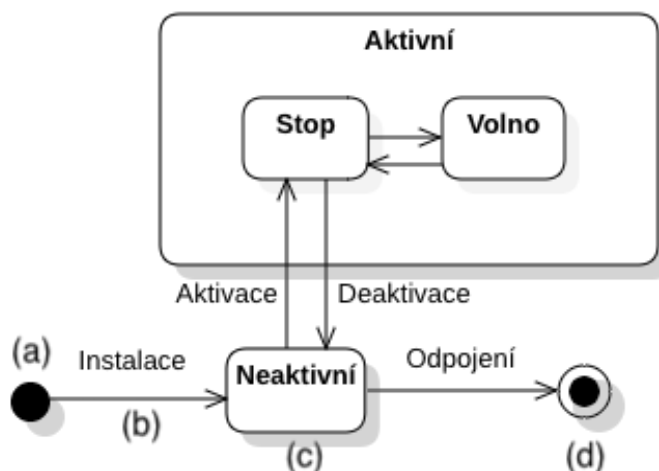 Aktivní
Stop
Volno
Aktivace
Deaktivace
(a)
Instalace
(b)
Neaktivní
(c)
Odpojení
(d)